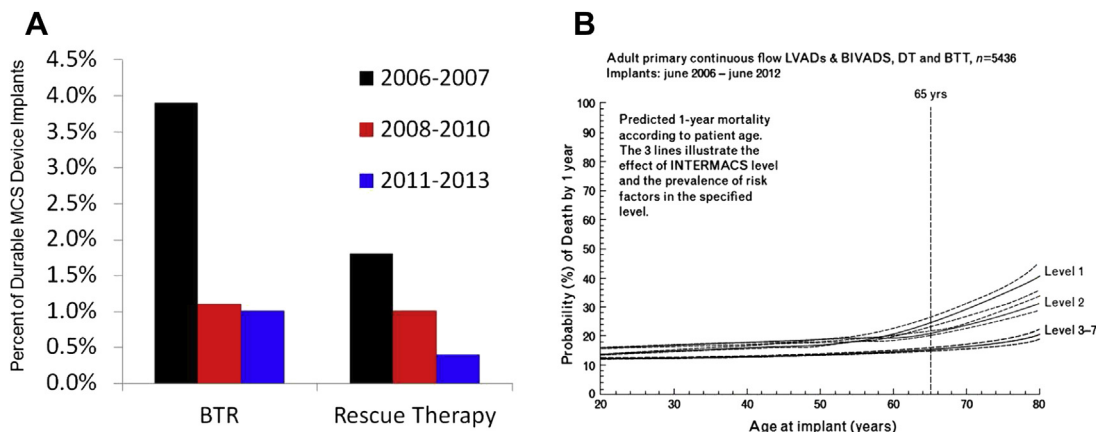 A
Percent of Durable MCS Device Implants
4.5%
4.0%
3.5%
3.0%
2.5%
2.0%
1.5%
1.0%
0.5%
0.0%
2006-2007
2008-2010
2011-2013
BTR
Rescue Therapy
B
Adult primary continuous flow LVADs & BIVADS, DT and BTT, n=5436
Implants: june 2006 – june 2012
65 yrs
Predicted 1-year mortality
according to patient age.
The 3 lines illustrate the
effect of INTERMACS level
and the prevalence of risk
factors in the specified
level.
Probability (%) of Death by 1 year
100
90
80
70
60
50
40
30
20
10
0
Level 1
Level 2
Level 3–7
20
30
40
50
60
70
80
Age at implant (years)